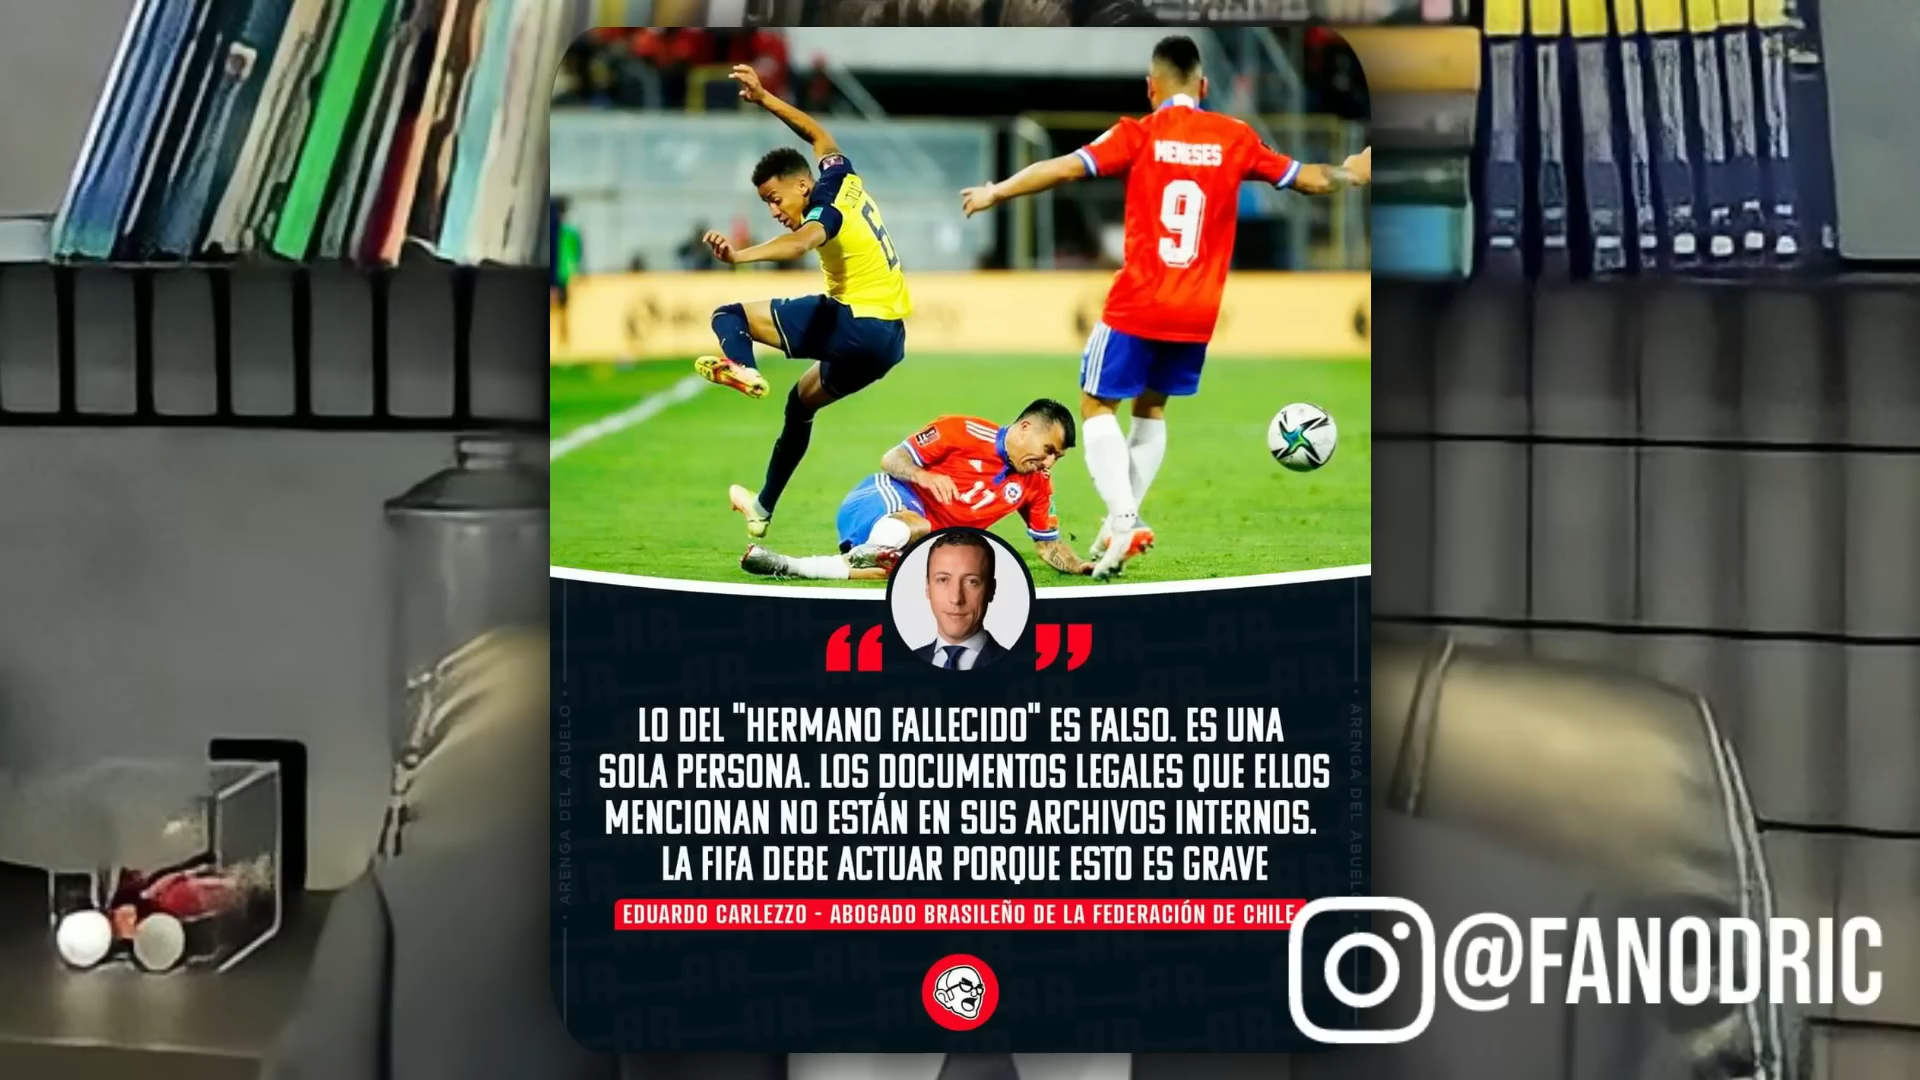 MENESES
9
6
17
LO DEL "HERMANO FALLECIDO" ES FALSO. ES UNA
SOLA PERSONA. LOS DOCUMENTOS LEGALES QUE ELLOS
MENCIONAN NO ESTÁN EN SUS ARCHIVOS INTERNOS.
LA FIFA DEBE ACTUAR PORQUE ESTO ES GRAVE
EDUARDO CARLEZZO - ABOGADO BRASILEÑO DE LA FEDERACIÓN DE CHILE
ARENGA DEL ABUELO
ARENGA DEL ABUELO
@FANODRIC